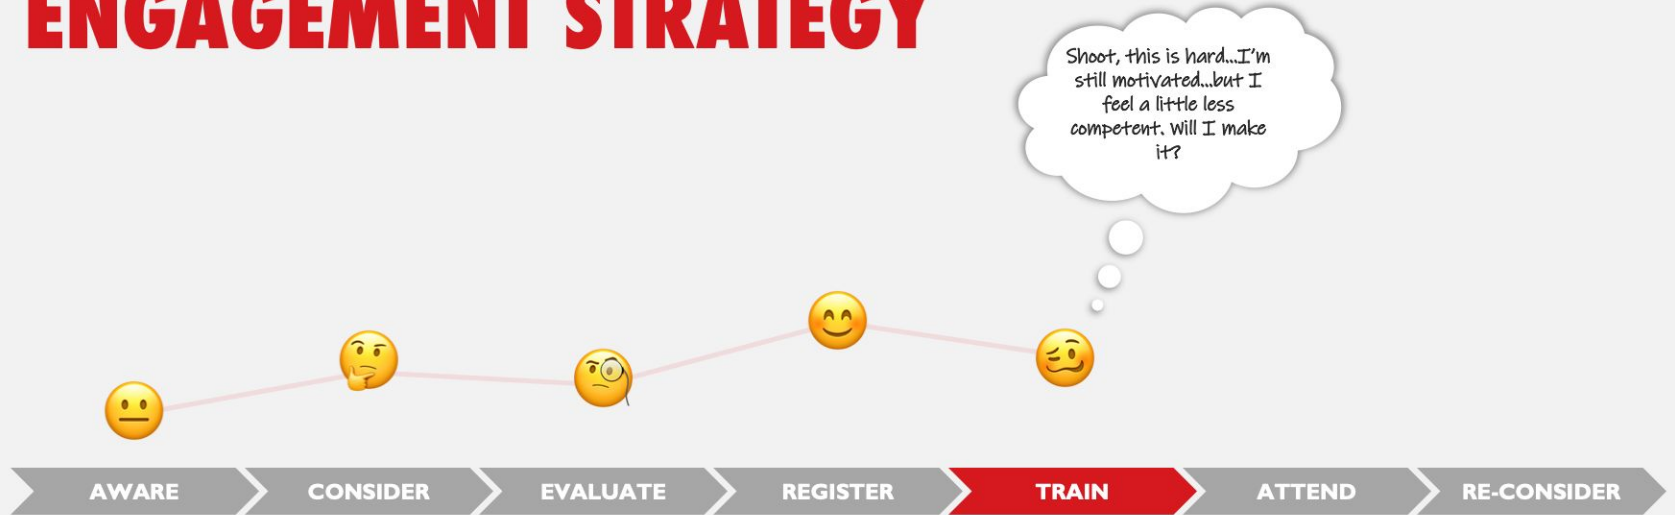 ENGAGEMENT STRATEGY
Shoot, this is hard...I'm
still motivated...but I
feel a little less
competent. Will I make
it?
AWARE
CONSIDER
EVALUATE
REGISTER
TRAIN
ATTEND
RE-CONSIDER